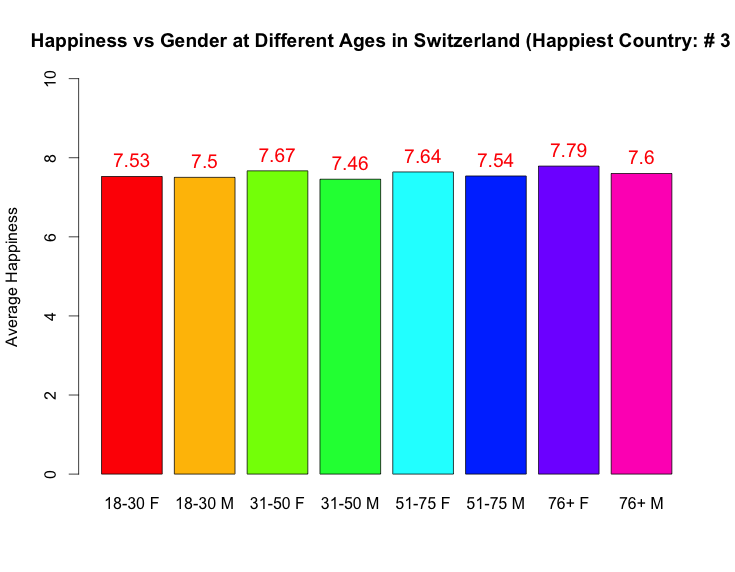 Happiness vs Gender at Different Ages in Switzerland (Happiest Country: # 3
Average Happiness
10
8
6
4
2
0
7.53 7.5 7.67 7.46 7.64 7.54 7.79 7.6
18-30 F 18-30 M 31-50 F 31-50 M 51-75 F 51-75 M 76+ F 76+ M